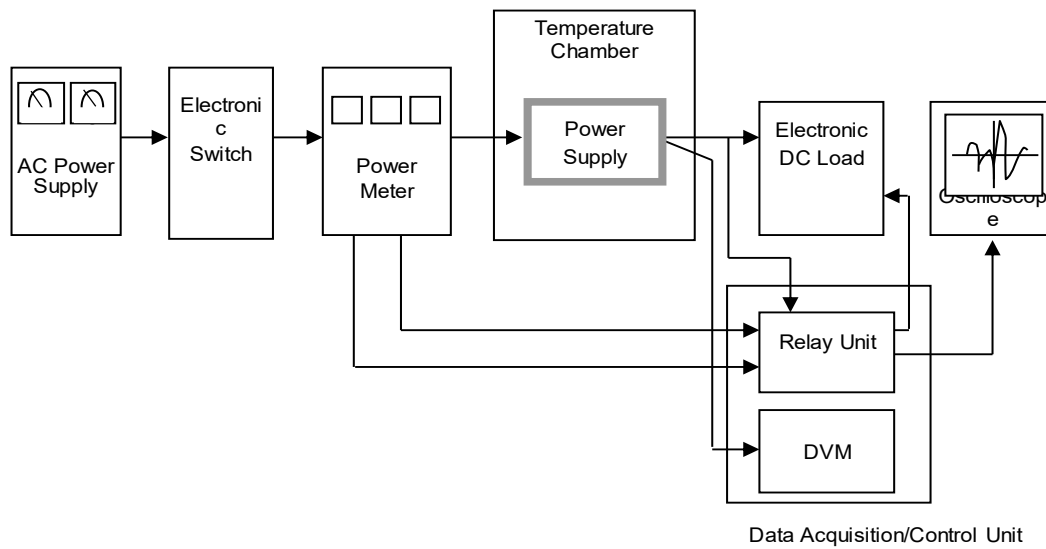 Temperature
Chamber
Electroni
c
Switch
AC Power
Supply
Power
Meter
Power
Supply
Electronic
DC Load
Oscilloscop
e
Relay Unit
DVM
Data Acquisition/Control Unit